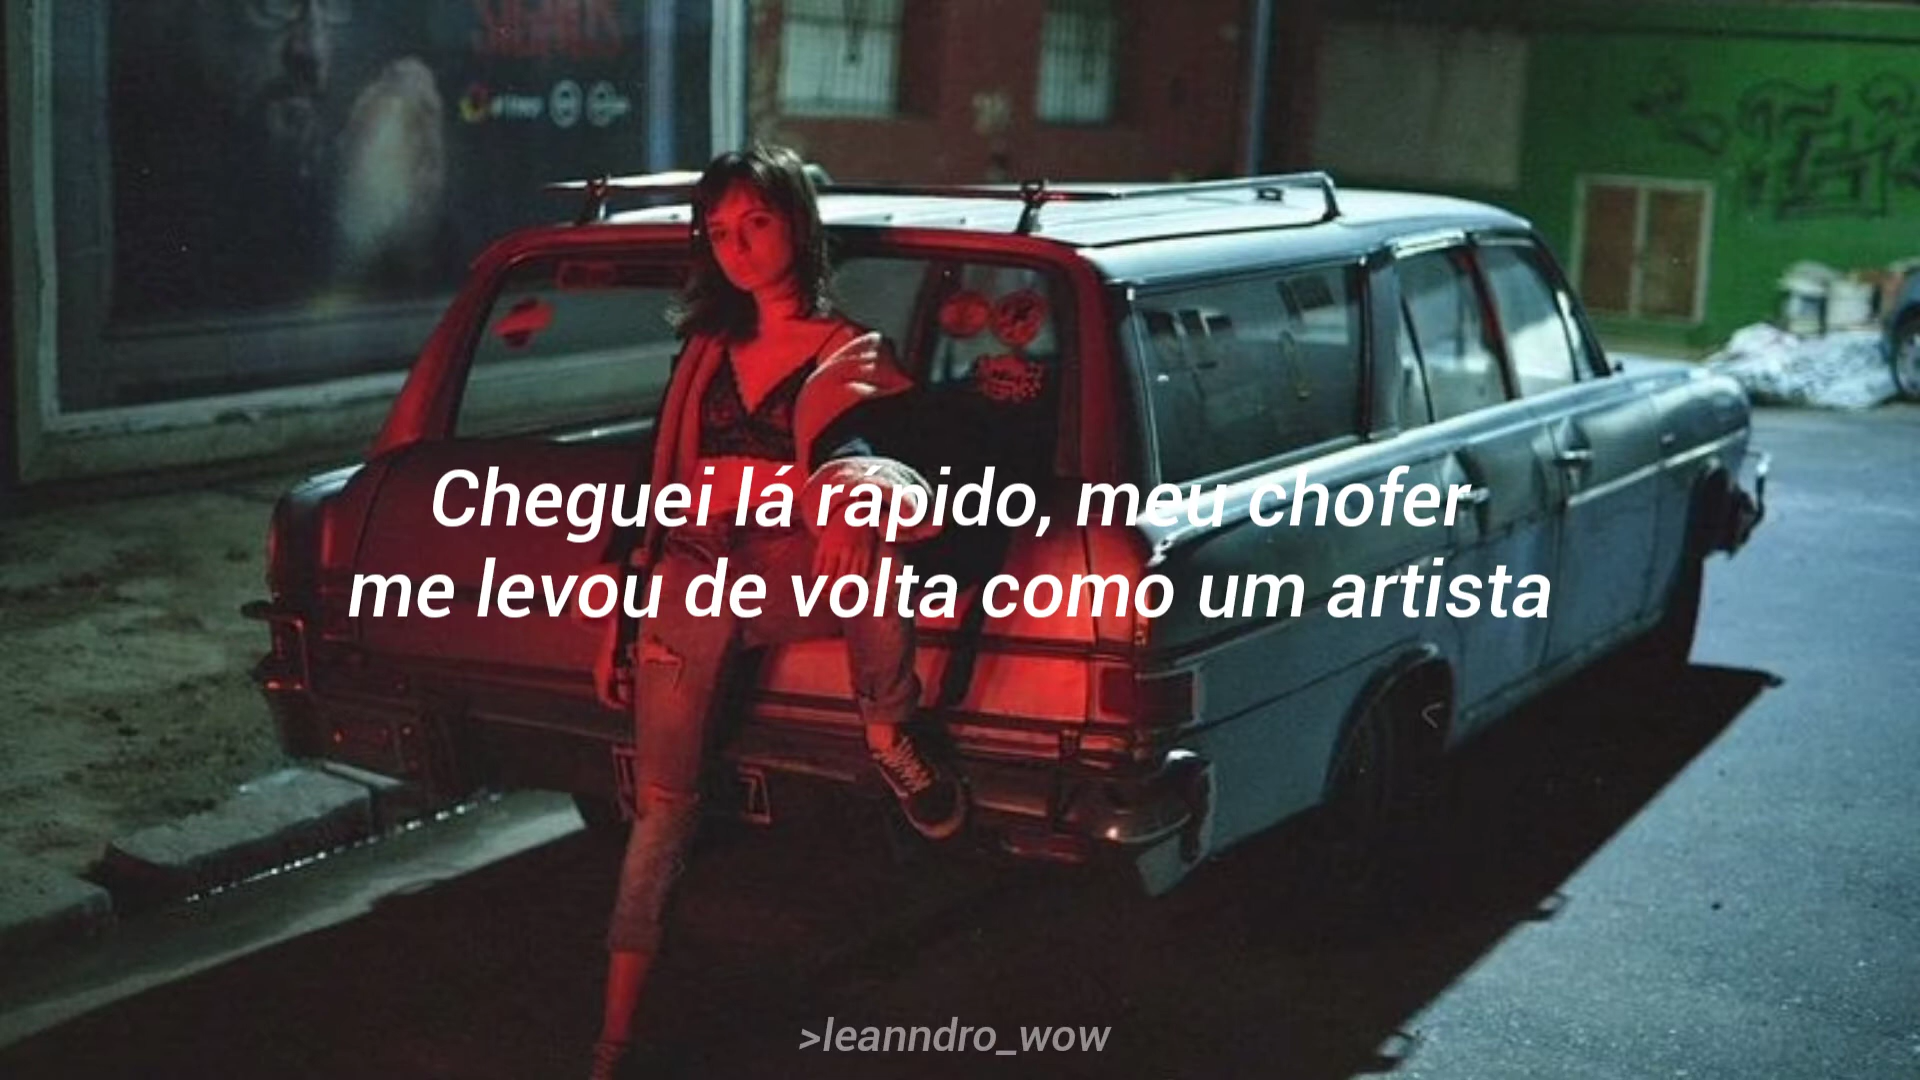 Cheguei lá rápido, meu chofer
me levou de volta como um artista
>leanndro_wow